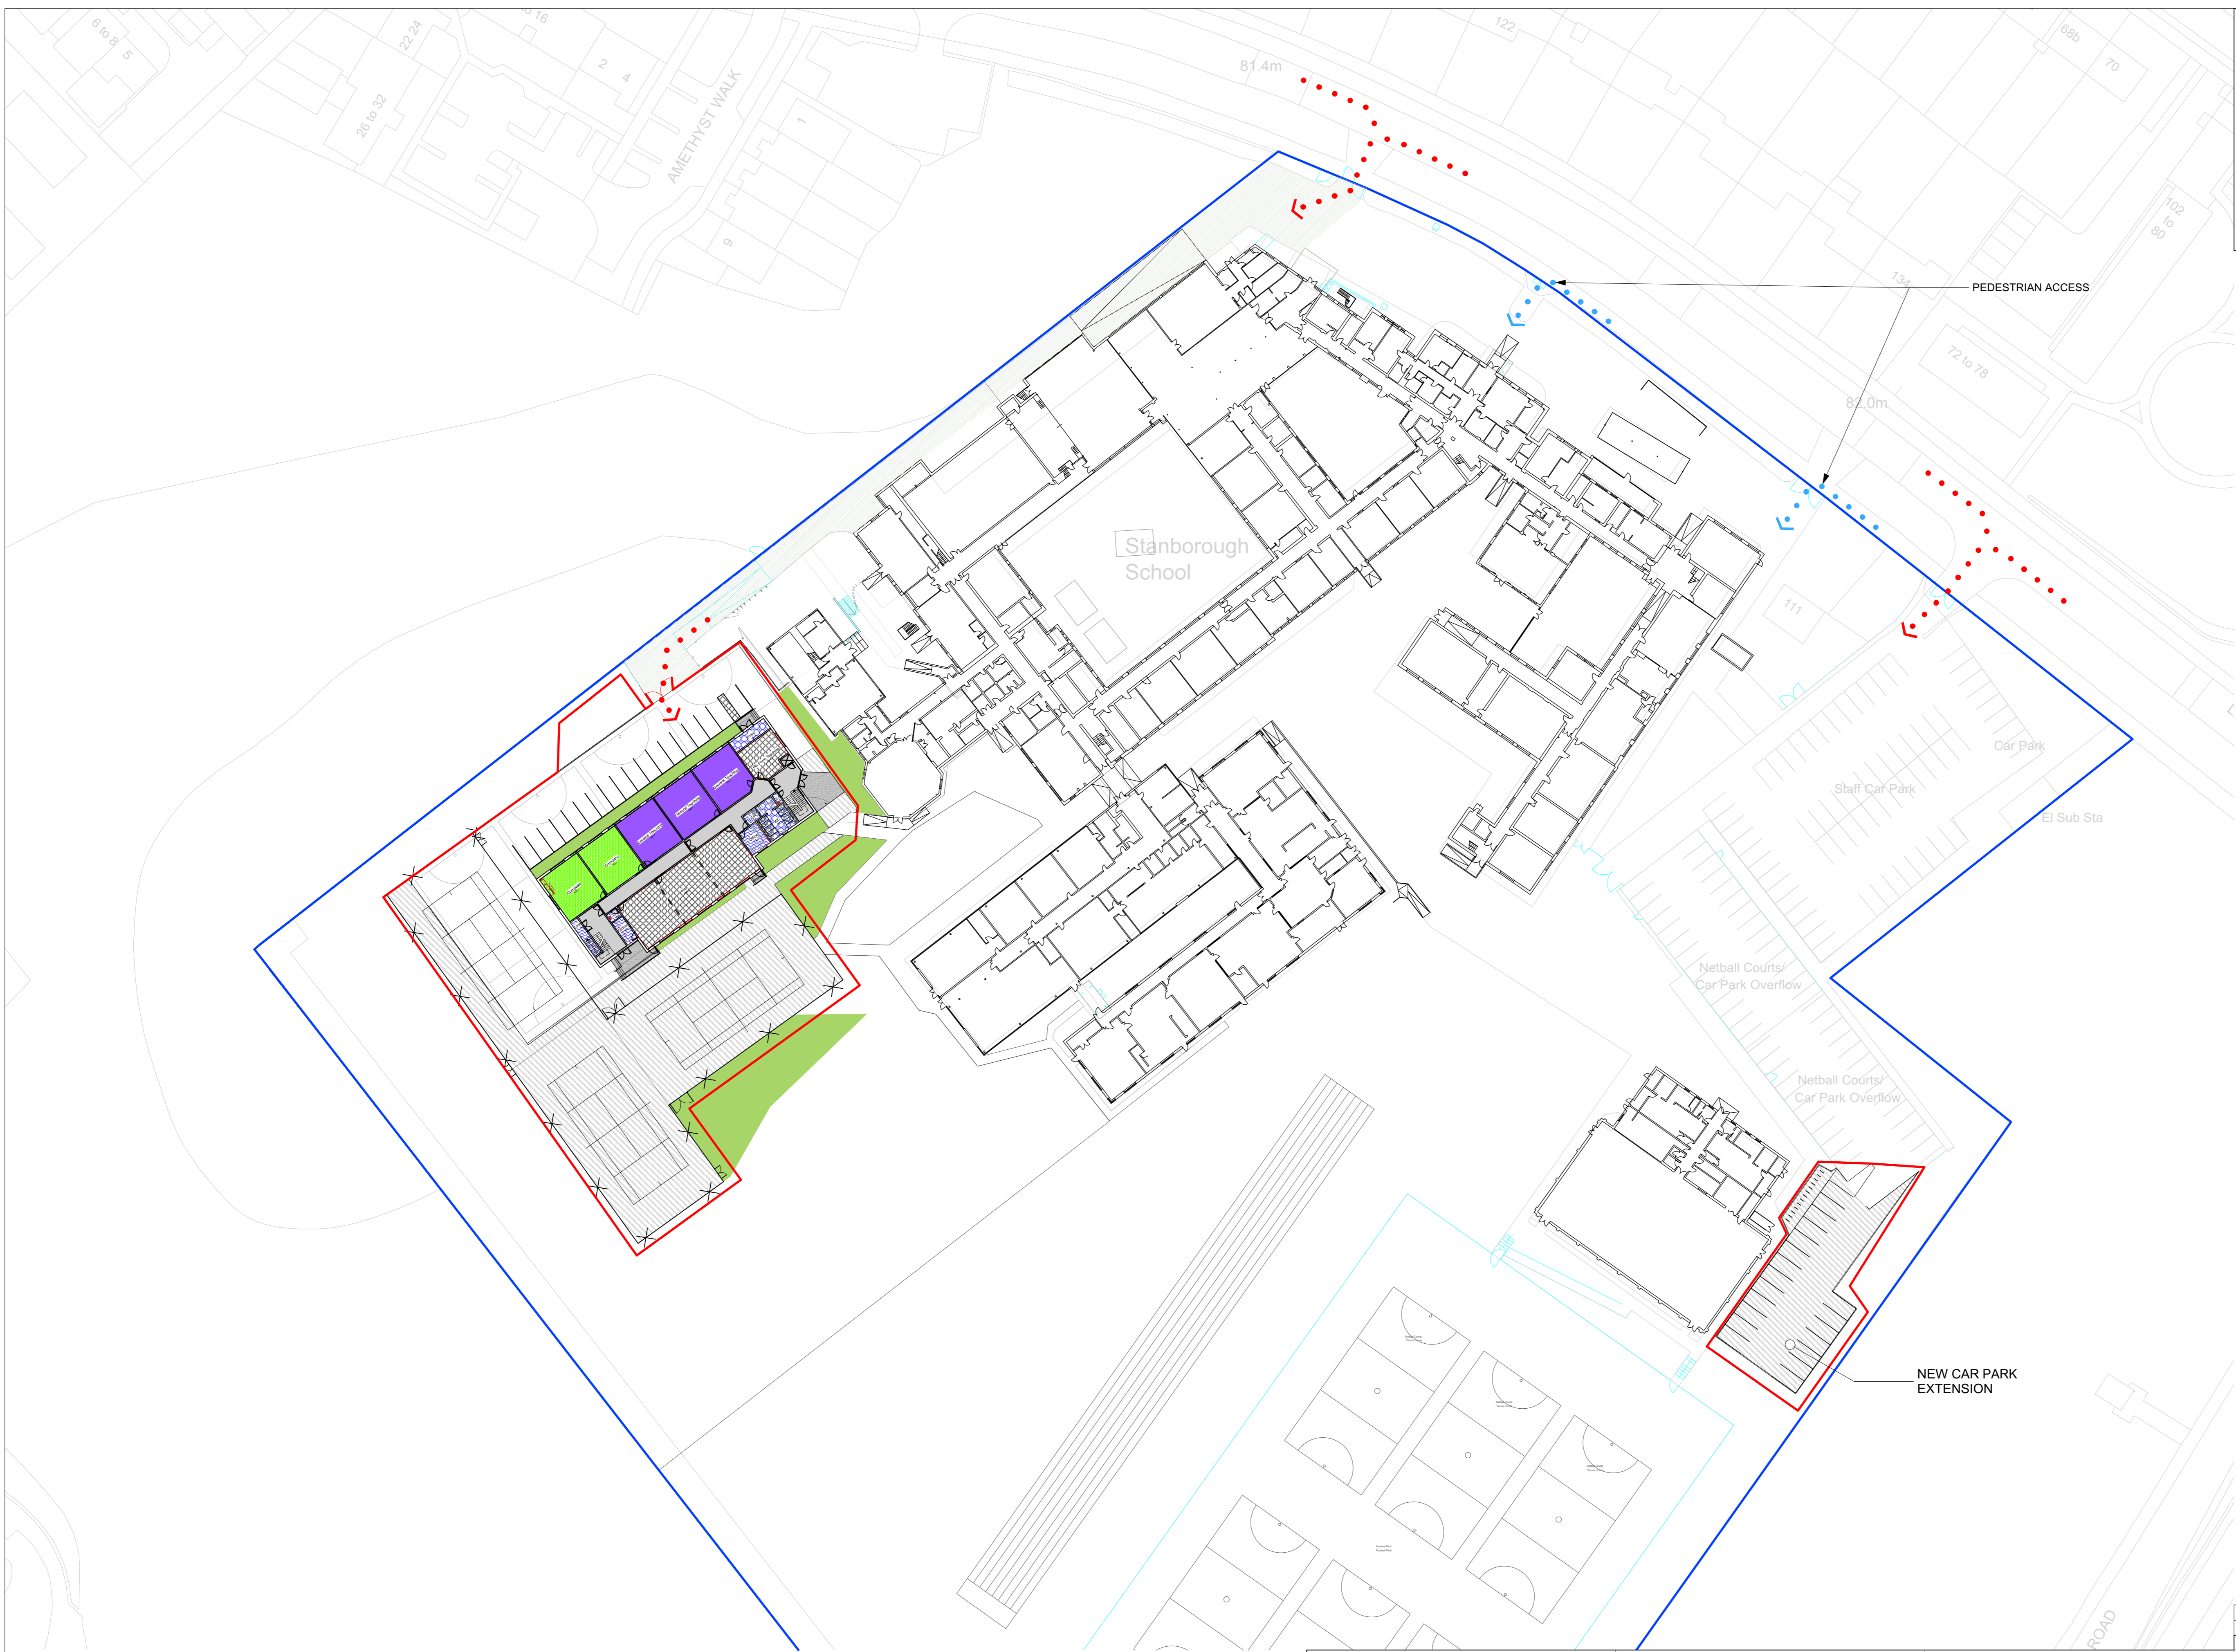 6 to 8
5
22 24
to 16
2
4
26 to 32
AMETHYST WALK
1
9
81.4m
122
68b
70
102
to
80
134
72 to 78
82.0m
PEDESTRIAN ACCESS
Stanborough
School
111
Car Park
Staff Car Park
El Sub Sta
Netball Courts/
Car Park Overflow
Netball Courts/
Car Park Overflow
NEW CAR PARK
EXTENSION
ROAD